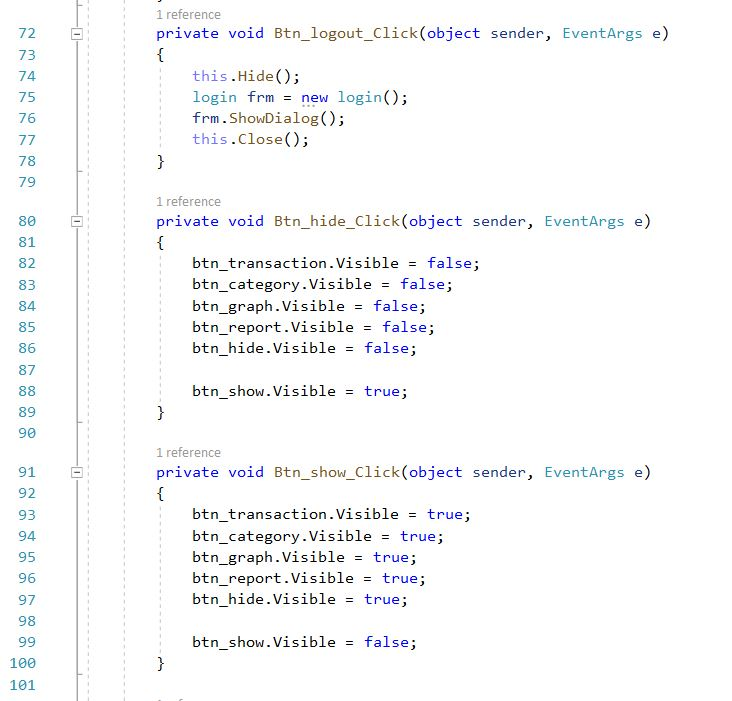 1 reference
72 private void Btn_logout_Click(object sender, EventArgs e)
73 {
74 this.Hide();
75 login frm = new login();
76 frm.ShowDialog();
77 this.Close();
78 }
79
1 reference
80 private void Btn_hide_Click(object sender, EventArgs e)
81 {
82 btn_transaction.Visible = false;
83 btn_category.Visible = false;
84 btn_graph.Visible = false;
85 btn_report.Visible = false;
86 btn_hide.Visible = false;
87
88 btn_show.Visible = true;
89 }
90
1 reference
91 private void Btn_show_Click(object sender, EventArgs e)
92 {
93 btn_transaction.Visible = true;
94 btn_category.Visible = true;
95 btn_graph.Visible = true;
96 btn_report.Visible = true;
97 btn_hide.Visible = true;
98
99 btn_show.Visible = false;
100 }
101